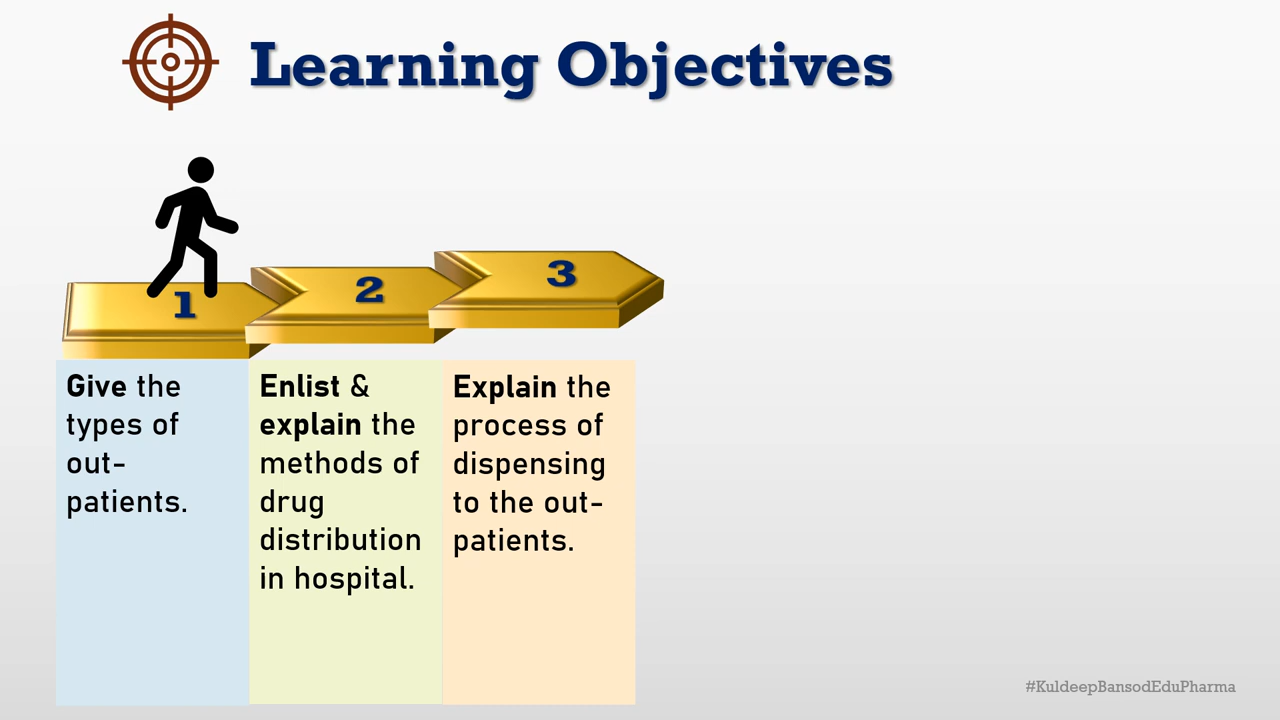 Learning Objectives
1
2
3
Give the
types of
out-
patients.
Enlist &
explain the
methods of
drug
distribution
in hospital.
Explain the
process of
dispensing
to the out-
patients.
#KuldeepBansodEduPharma